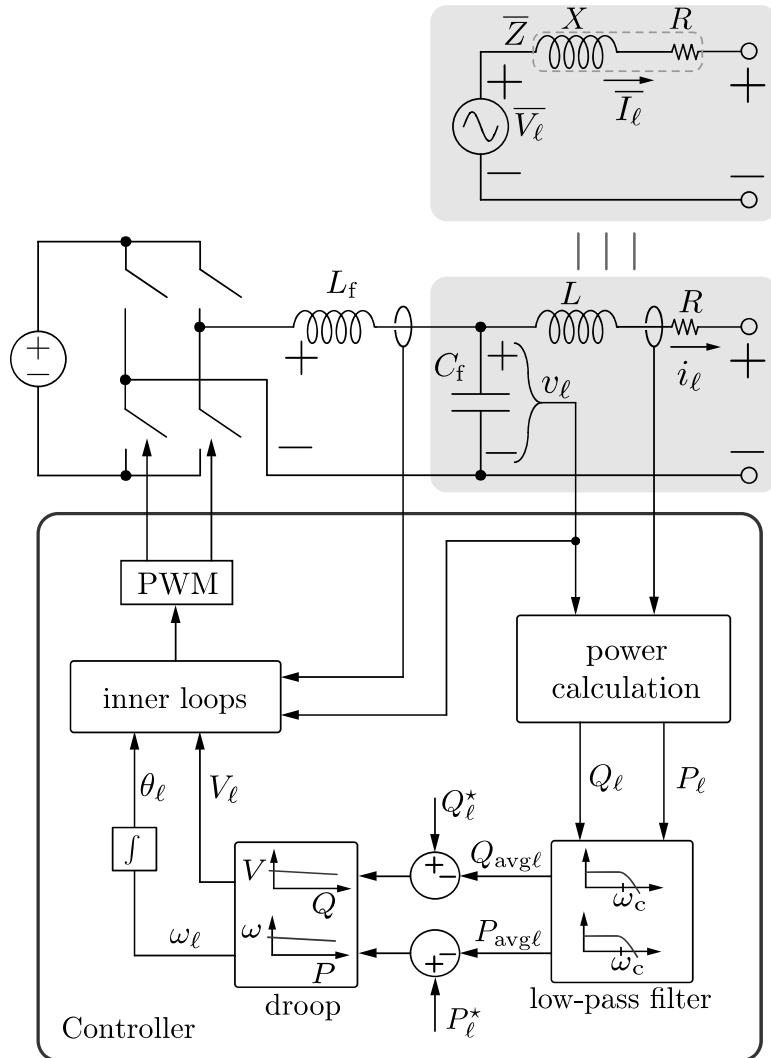 Z̅ X R
+ +
V̅ℓ I̅ℓ
− −
Lf L R
+
−
+ Cf + vℓ iℓ +
− − −
PWM
power
calculation
inner loops
θℓ Vℓ Qℓ Pℓ
Q⋆ℓ
∫
V
Q
+ − Qavgℓ
ωc
ωℓ ω
P
+ − Pavgℓ
ωc
droop
P⋆ℓ
low-pass filter
Controller